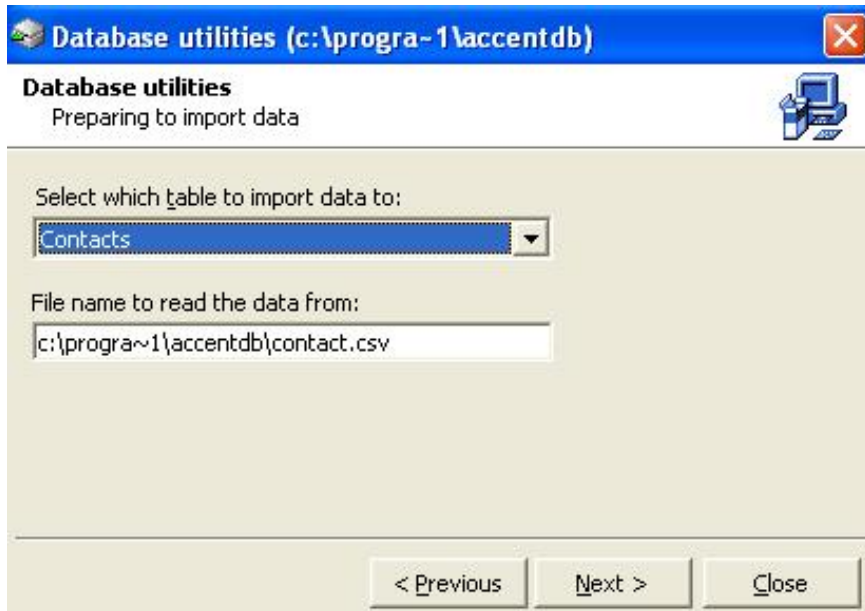 Database utilities (c:\progra~1\accentdb)
Database utilities
Preparing to import data
Select which table to import data to:
Contacts
File name to read the data from:
c:\progra~1\accentdb\contact.csv
< Previous
Next >
Close